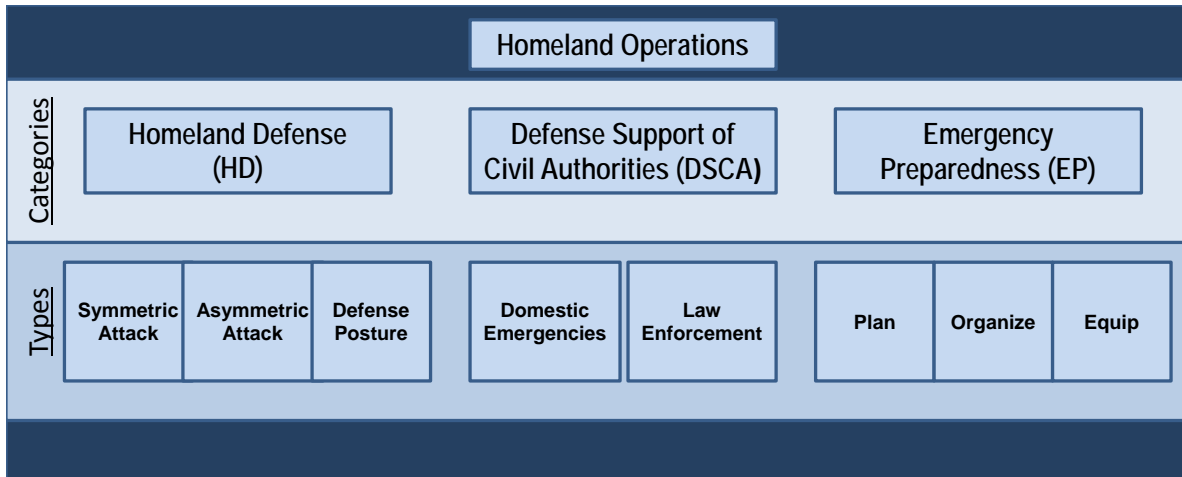 Homeland Operations
Categories
Homeland Defense
(HD)
Defense Support of
Civil Authorities (DSCA)
Emergency
Preparedness (EP)
Types
Symmetric
Attack
Asymmetric
Attack
Defense
Posture
Domestic
Emergencies
Law
Enforcement
Plan
Organize
Equip